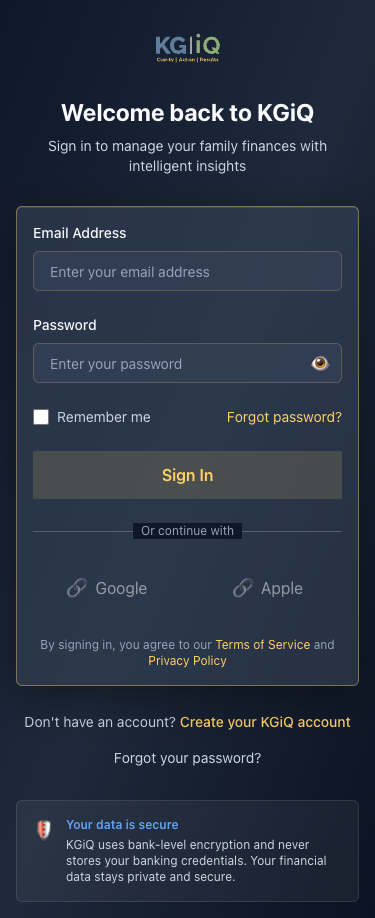 KG|iQ
Clarity | Action | Results
Welcome back to KGiQ
Sign in to manage your family finances with
intelligent insights
Email Address
Enter your email address
Password
Enter your password
Remember me
Forgot password?
Sign In
Or continue with
Google
Apple
By signing in, you agree to our Terms of Service and
Privacy Policy
Don't have an account? Create your KGiQ account
Forgot your password?
Your data is secure
KGiQ uses bank-level encryption and never
stores your banking credentials. Your financial
data stays private and secure.